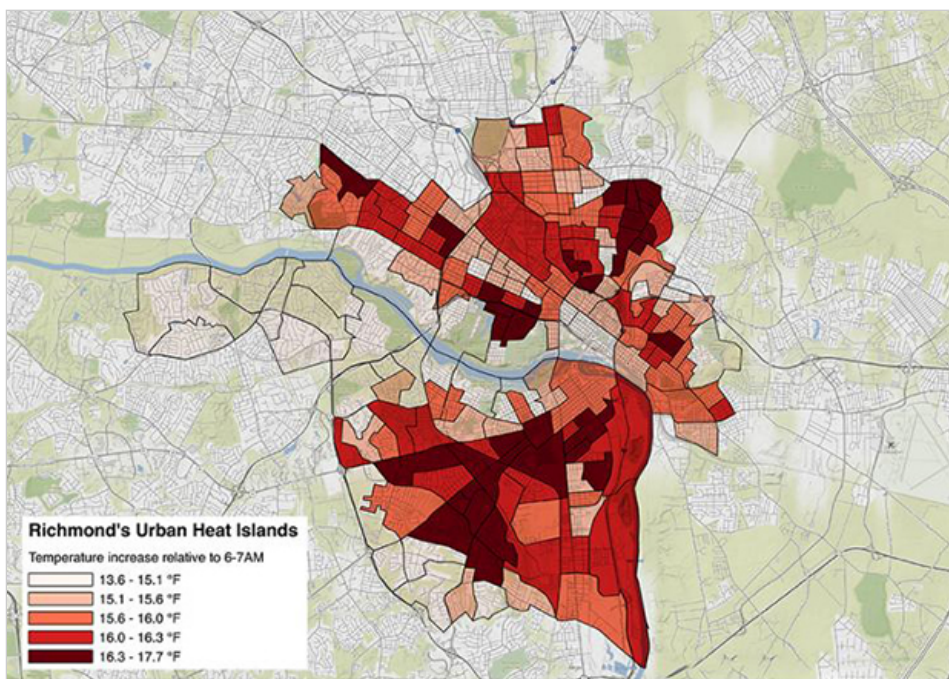 Richmond's Urban Heat Islands
Temperature increase relative to 6-7AM
13.6 - 15.1 °F
15.1 - 15.6 °F
15.6 - 16.0 °F
16.0 - 16.3 °F
16.3 - 17.7 °F